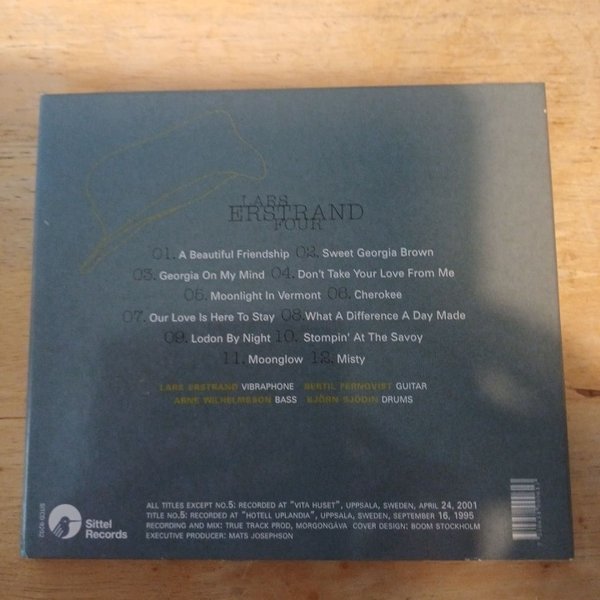 LARS
ERSTRAND
FOUR
01. A Beautiful Friendship 02. Sweet Georgia Brown
03. Georgia On My Mind 04. Don't Take Your Love From Me
05. Moonlight In Vermont 06. Cherokee
07. Our Love Is Here To Stay 08. What A Difference A Day Made
09. Lodon By Night 10. Stompin' At The Savoy
11. Moonglow 12. Misty
LARS ERSTRAND VIBRAPHONE BERTIL FERNQVIST GUITAR
ARNE WILHELMSSON BASS BJÖRN SJÖDIN DRUMS
Sittel
Records
ALL TITLES EXCEPT NO.5: RECORDED AT "VITA HUSET", UPPSALA, SWEDEN, APRIL 24, 2001
TITLE NO.5: RECORDED AT "HOTELL UPLANDIA", UPPSALA, SWEDEN, SEPTEMBER 16, 1995
RECORDING AND MIX: TRUE TRACK PROD, MORGONGAVA COVER DESIGN: BOOM STOCKHOLM
EXECUTIVE PRODUCER: MATS JOSEPHSON